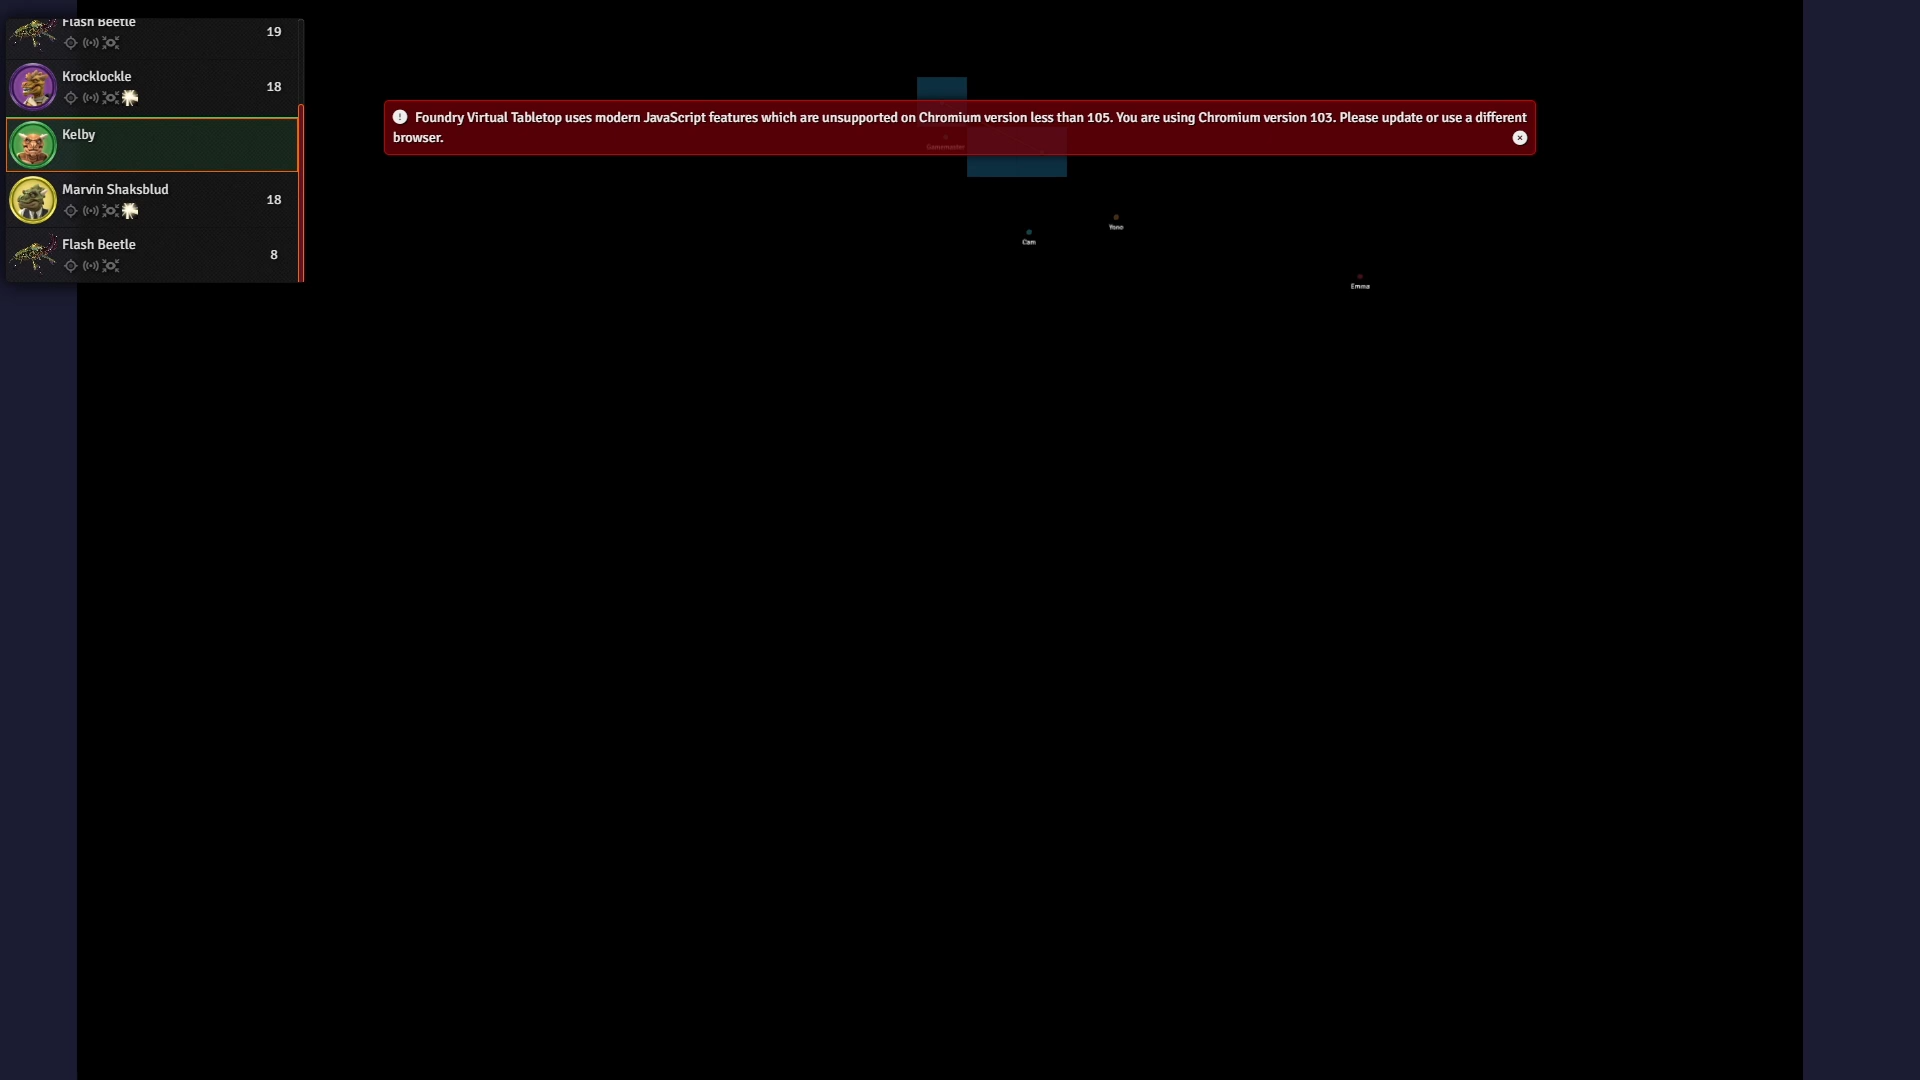 Flash Beetle
19
Krocklockle
18
Kelby
Marvin Shaksblud
18
Flash Beetle
8
Foundry Virtual Tabletop uses modern JavaScript features which are unsupported on Chromium version less than 105. You are using Chromium version 103. Please update or use a different
browser.
Gamemaster
Yano
Cam
Emma